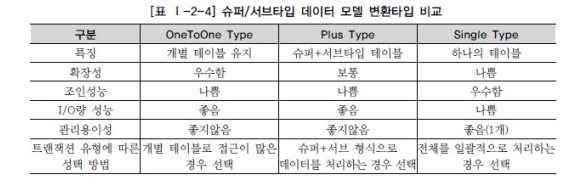 [표 Ⅰ-2-4] 슈퍼/서브타입 데이터 모델 변환타입 비교
구분 OneToOne Type Plus Type Single Type
특징 개별 테이블 유지 슈퍼+서브타입 테이블 하나의 테이블
확장성 우수함 보통 나쁨
조인성능 나쁨 나쁨 우수함
I/O량 성능 좋음 좋음 나쁨
관리용이성 좋지않음 좋지않음 좋음(1개)
트랜잭션 유형에 따른 개별 테이블로 접근이 많은 슈퍼+서브 형식으로 전체를 일괄적으로 처리하는
성택 방법 경우 선택 데이터를 처리하는 경우 선택 경우 선택